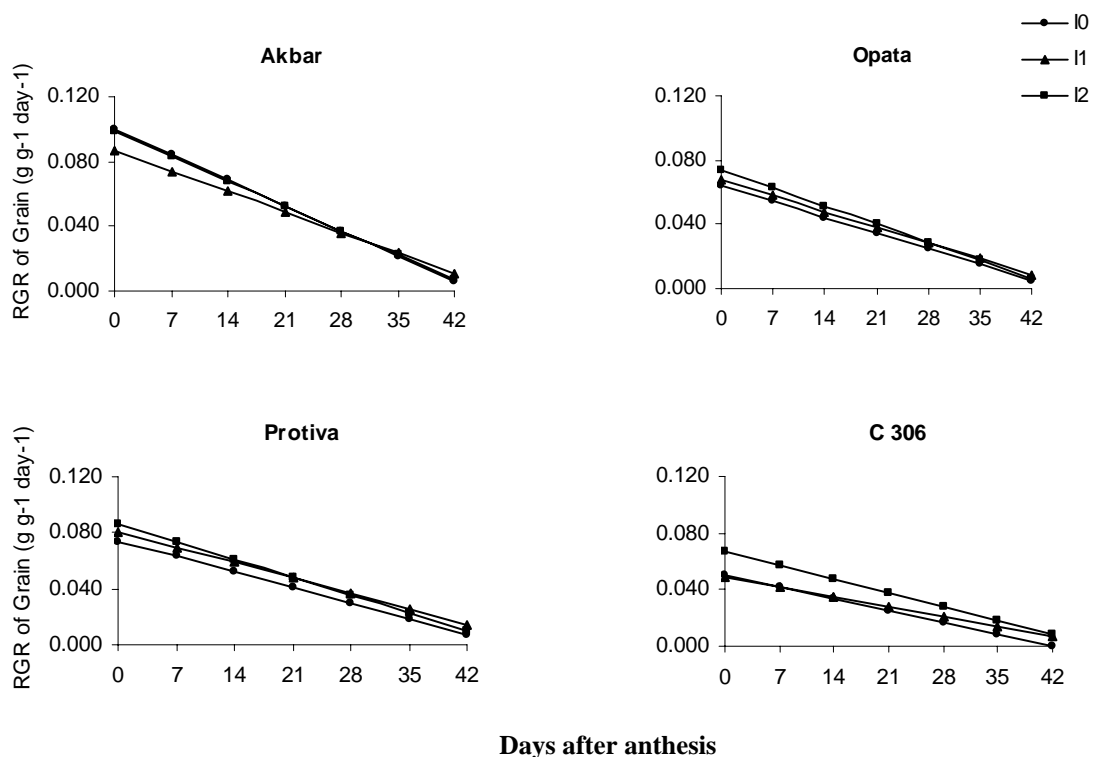 I0
I1
I2
Akbar
RGR of Grain (g g-1 day-1)
0.120
0.080
0.040
0.000
0 7 14 21 28 35 42
Opata
0.120
0.080
0.040
0.000
0 7 14 21 28 35 42
Protiva
RGR of Grain (g g-1 day-1)
0.120
0.080
0.040
0.000
0 7 14 21 28 35 42
C 306
0.120
0.080
0.040
0.000
0 7 14 21 28 35 42
Days after anthesis